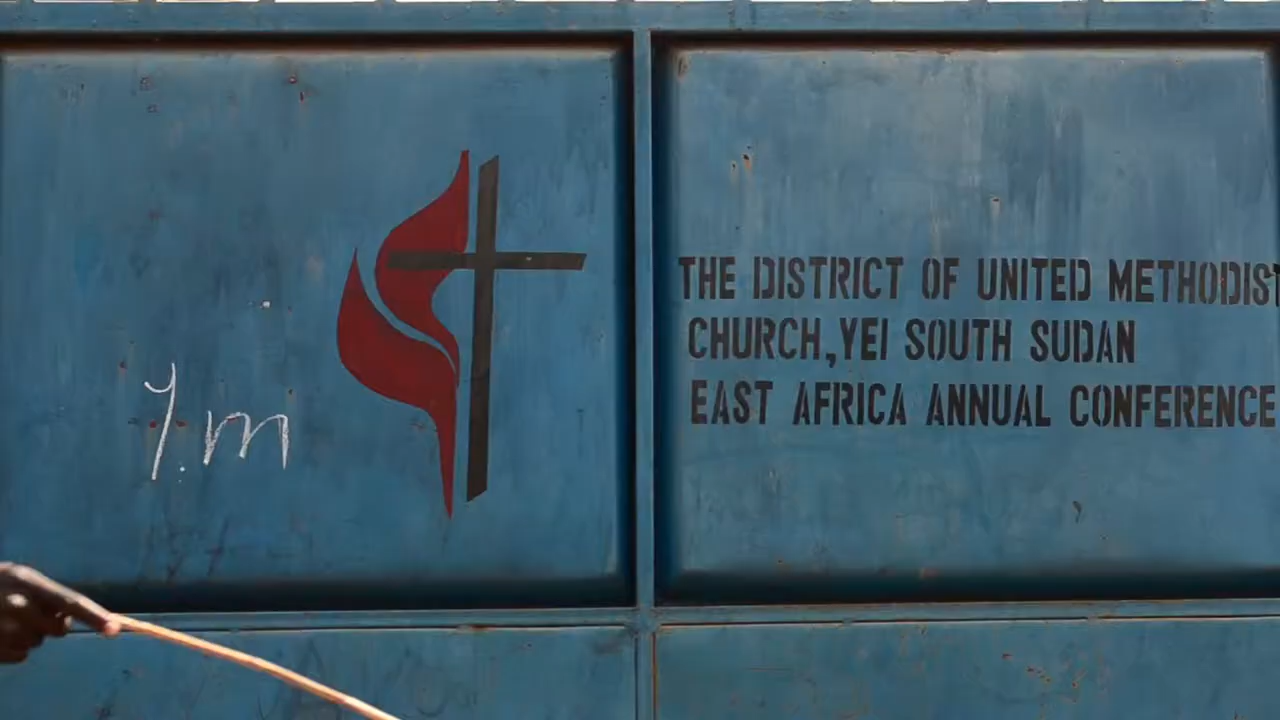 THE DISTRICT OF UNITED METHODIST
CHURCH, YEI SOUTH SUDAN
EAST AFRICA ANNUAL CONFERENCE
Y.m